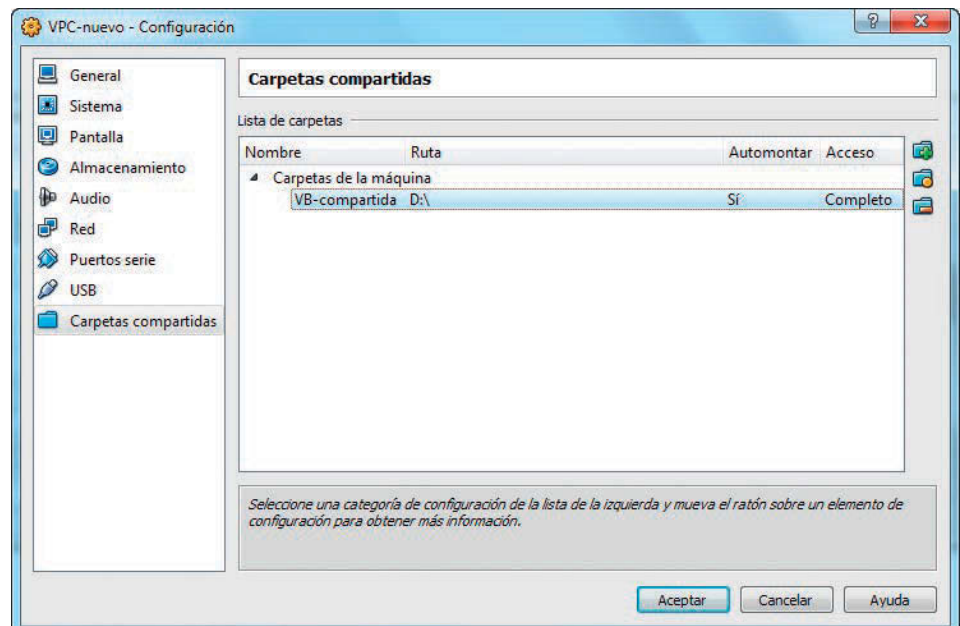 VPC-nuevo - Configuración
General
Sistema
Pantalla
Almacenamiento
Audio
Red
Puertos serie
USB
Carpetas compartidas
Carpetas compartidas
Lista de carpetas
Nombre Ruta Automontar Acceso
Carpetas de la máquina
VB-compartida D:\ Sí Completo
Seleccione una categoría de configuración de la lista de la izquierda y mueva el ratón sobre un elemento de
configuración para obtener más información.
Aceptar Cancelar Ayuda